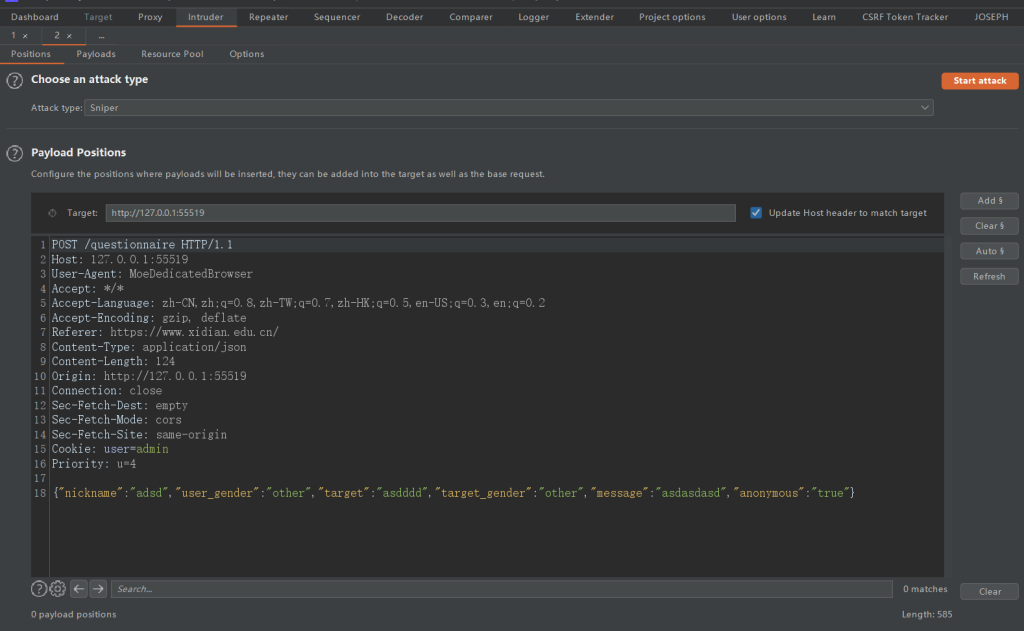 Dashboard Target Proxy Intruder Repeater Sequencer Decoder Comparer Logger Extender Project options User options Learn CSRF Token Tracker JOSEPH
1 × 2 × ...
Positions Payloads Resource Pool Options
? Choose an attack type
Start attack
Attack type: Sniper
? Payload Positions
Configure the positions where payloads will be inserted, they can be added into the target as well as the base request.
Target: http://127.0.0.1:55519 Update Host header to match target
Add §
Clear §
Auto §
Refresh
1 POST /questionnaire HTTP/1.1
2 Host: 127.0.0.1:55519
3 User-Agent: MoeDedicatedBrowser
4 Accept: */*
5 Accept-Language: zh-CN,zh;q=0.8,zh-TW;q=0.7,zh-HK;q=0.5,en-US;q=0.3,en;q=0.2
6 Accept-Encoding: gzip, deflate
7 Referer: https://www.xidian.edu.cn/
8 Content-Type: application/json
9 Content-Length: 124
10 Origin: http://127.0.0.1:55519
11 Connection: close
12 Sec-Fetch-Dest: empty
13 Sec-Fetch-Mode: cors
14 Sec-Fetch-Site: same-origin
15 Cookie: user=admin
16 Priority: u=4
17
18 {"nickname":"adsd","user_gender":"other","target":"asdddd","target_gender":"other","message":"asdasdasd","anonymous":"true"}
? Search... 0 matches Clear
0 payload positions Length: 585